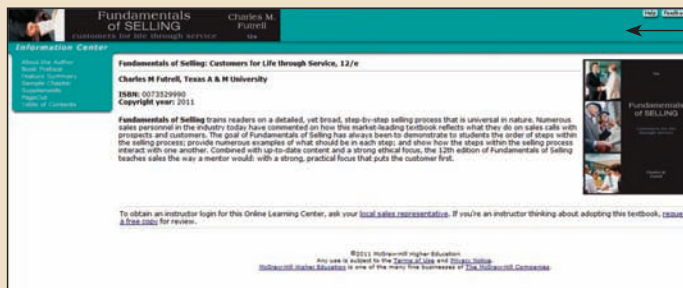 Fundamentals
of SELLING
customers for life through service
Charles M.
Futrell
12e
Help
Information Center
About the Author
Book Preface
Feature Summary
Sample Chapter
Supplements
PageOut
Table of Contents
Fundamentals of Selling: Customers for Life through Service, 12/e
Charles M Futrell, Texas A & M University
ISBN: 0073529990
Copyright year: 2011
Fundamentals of Selling trains readers on a detailed, yet broad, step-by-step selling process that is universal in nature. Numerous
sales personnel in the industry today have commented on how this market-leading textbook reflects what they do on sales calls with
prospects and customers. The goal of Fundamentals of Selling has always been to demonstrate to students the order of steps within
the selling process; provide numerous examples of what should be in each step; and show how the steps within the selling process
interact with one another. Combined with up-to-date content and a strong ethical focus, the 12th edition of Fundamentals of Selling
teaches sales the way a mentor would: with a strong, practical focus that puts the customer first.
Fundamentals
of SELLING
To obtain an instructor login for this Online Learning Center, ask your local sales representative. If you're an instructor thinking about adopting this textbook,
a free copy for review.
©2011 McGraw-Hill Higher Education
Any use is subject to the Terms of Use and Privacy Notice.
McGraw-Hill Higher Education is one of the many fine businesses of The McGraw-Hill Companies.